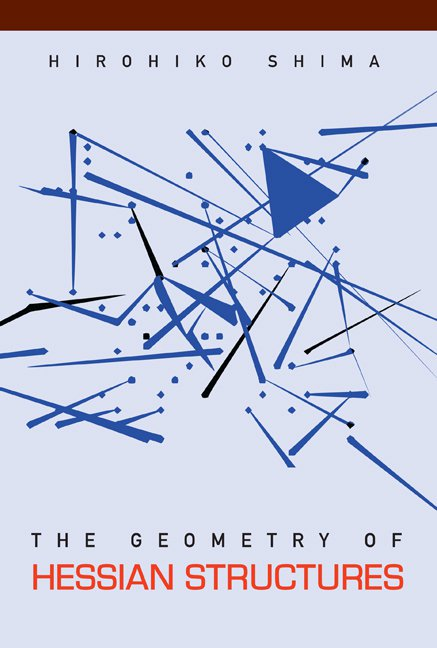 HIROHIKO SHIMA
THE GEOMETRY OF
HESSIAN STRUCTURES